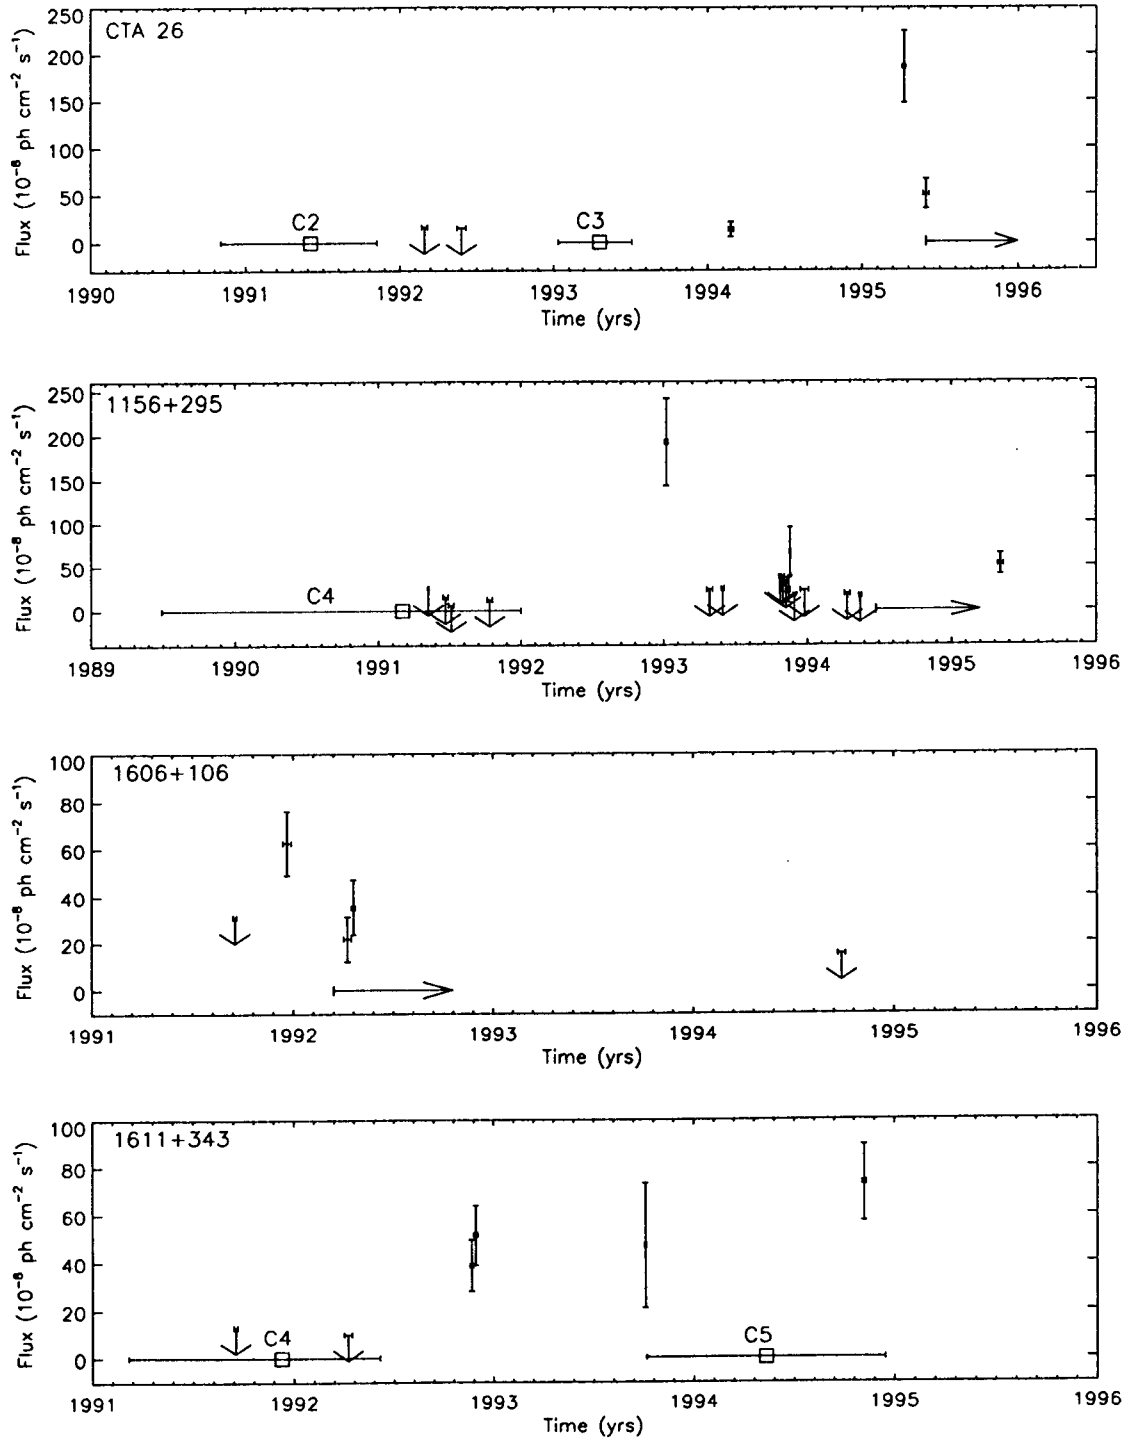 CTA 26
250
200
150
100
50
0
Flux (10⁻⁸ ph cm⁻² s⁻¹)
C2
C3
1990 1991 1992 1993 1994 1995 1996
Time (yrs)
1156+295
250
200
150
100
50
0
Flux (10⁻⁸ ph cm⁻² s⁻¹)
C4
1989 1990 1991 1992 1993 1994 1995 1996
Time (yrs)
1606+106
100
80
60
40
20
0
Flux (10⁻⁸ ph cm⁻² s⁻¹)
1991 1992 1993 1994 1995 1996
Time (yrs)
1611+343
100
80
60
40
20
0
Flux (10⁻⁸ ph cm⁻² s⁻¹)
C4
C5
1991 1992 1993 1994 1995 1996
Time (yrs)